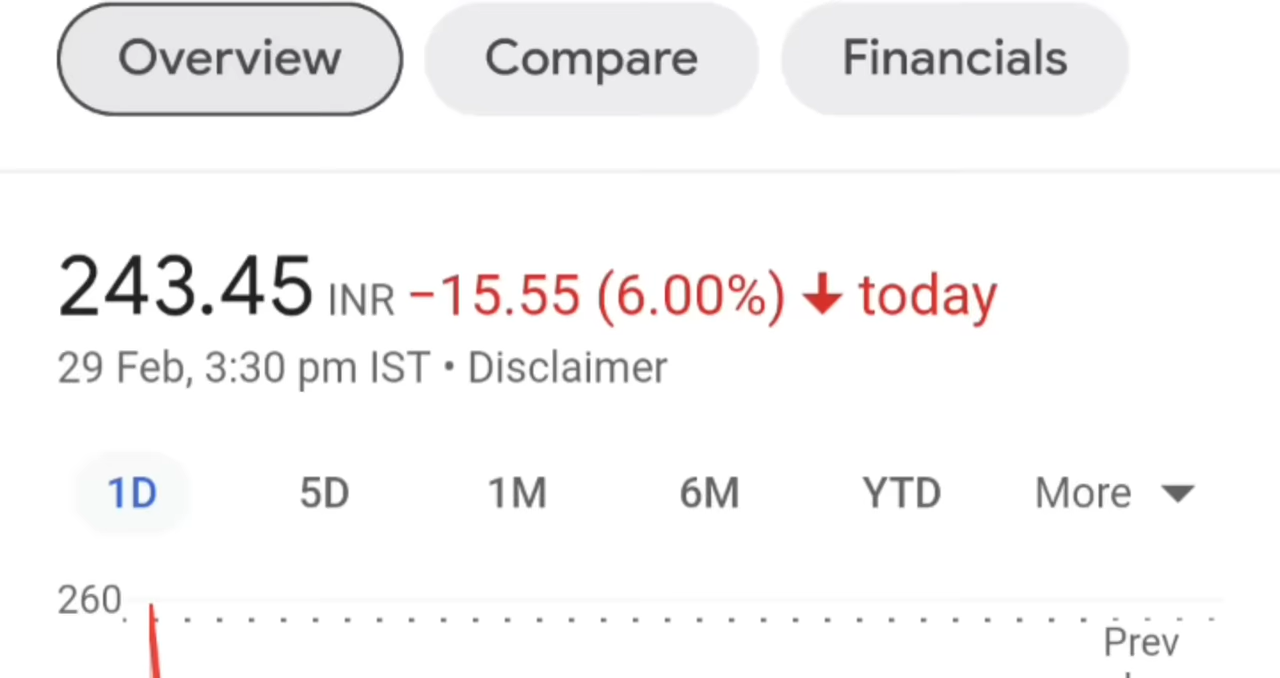 Overview Compare Financials
243.45 INR −15.55 (6.00%) ↓ today
29 Feb, 3:30 pm IST • Disclaimer
1D 5D 1M 6M YTD More
260
Prev